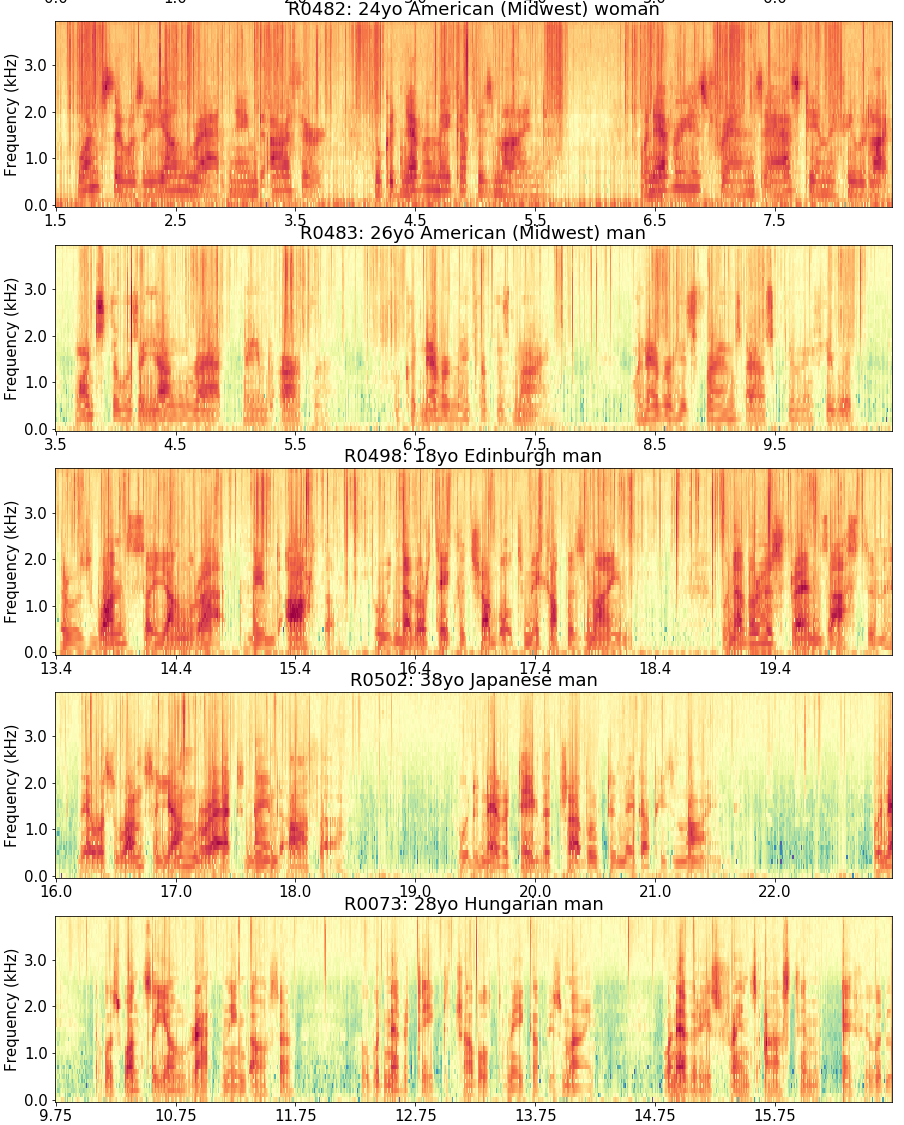 R0482: 24yo American (Midwest) woman
Frequency (kHz)
3.0
2.0
1.0
0.0
1.5 2.5 3.5 4.5 5.5 6.5 7.5
R0483: 26yo American (Midwest) man
Frequency (kHz)
3.0
2.0
1.0
0.0
3.5 4.5 5.5 6.5 7.5 8.5 9.5
R0498: 18yo Edinburgh man
Frequency (kHz)
3.0
2.0
1.0
0.0
13.4 14.4 15.4 16.4 17.4 18.4 19.4
R0502: 38yo Japanese man
Frequency (kHz)
3.0
2.0
1.0
0.0
16.0 17.0 18.0 19.0 20.0 21.0 22.0
R0073: 28yo Hungarian man
Frequency (kHz)
3.0
2.0
1.0
0.0
9.75 10.75 11.75 12.75 13.75 14.75 15.75